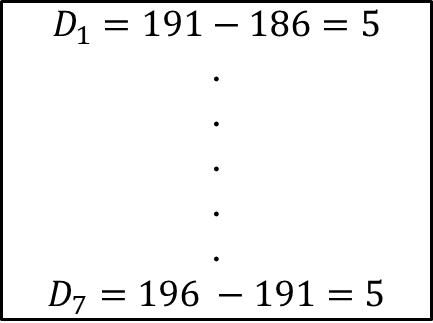 D₁ = 191 − 186 = 5
.
.
.
.
.
D₇ = 196 − 191 = 5